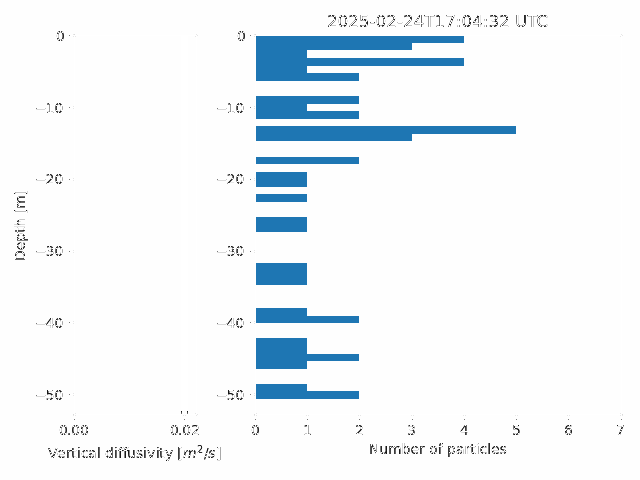 2025-02-24T17:04:32 UTC
0
−10
−20
−30
−40
−50
Depth [m]
0.00
0.02
Vertical diffusivity [m²/s]
0
−10
−20
−30
−40
−50
0 1 2 3 4 5 6 7
Number of particles